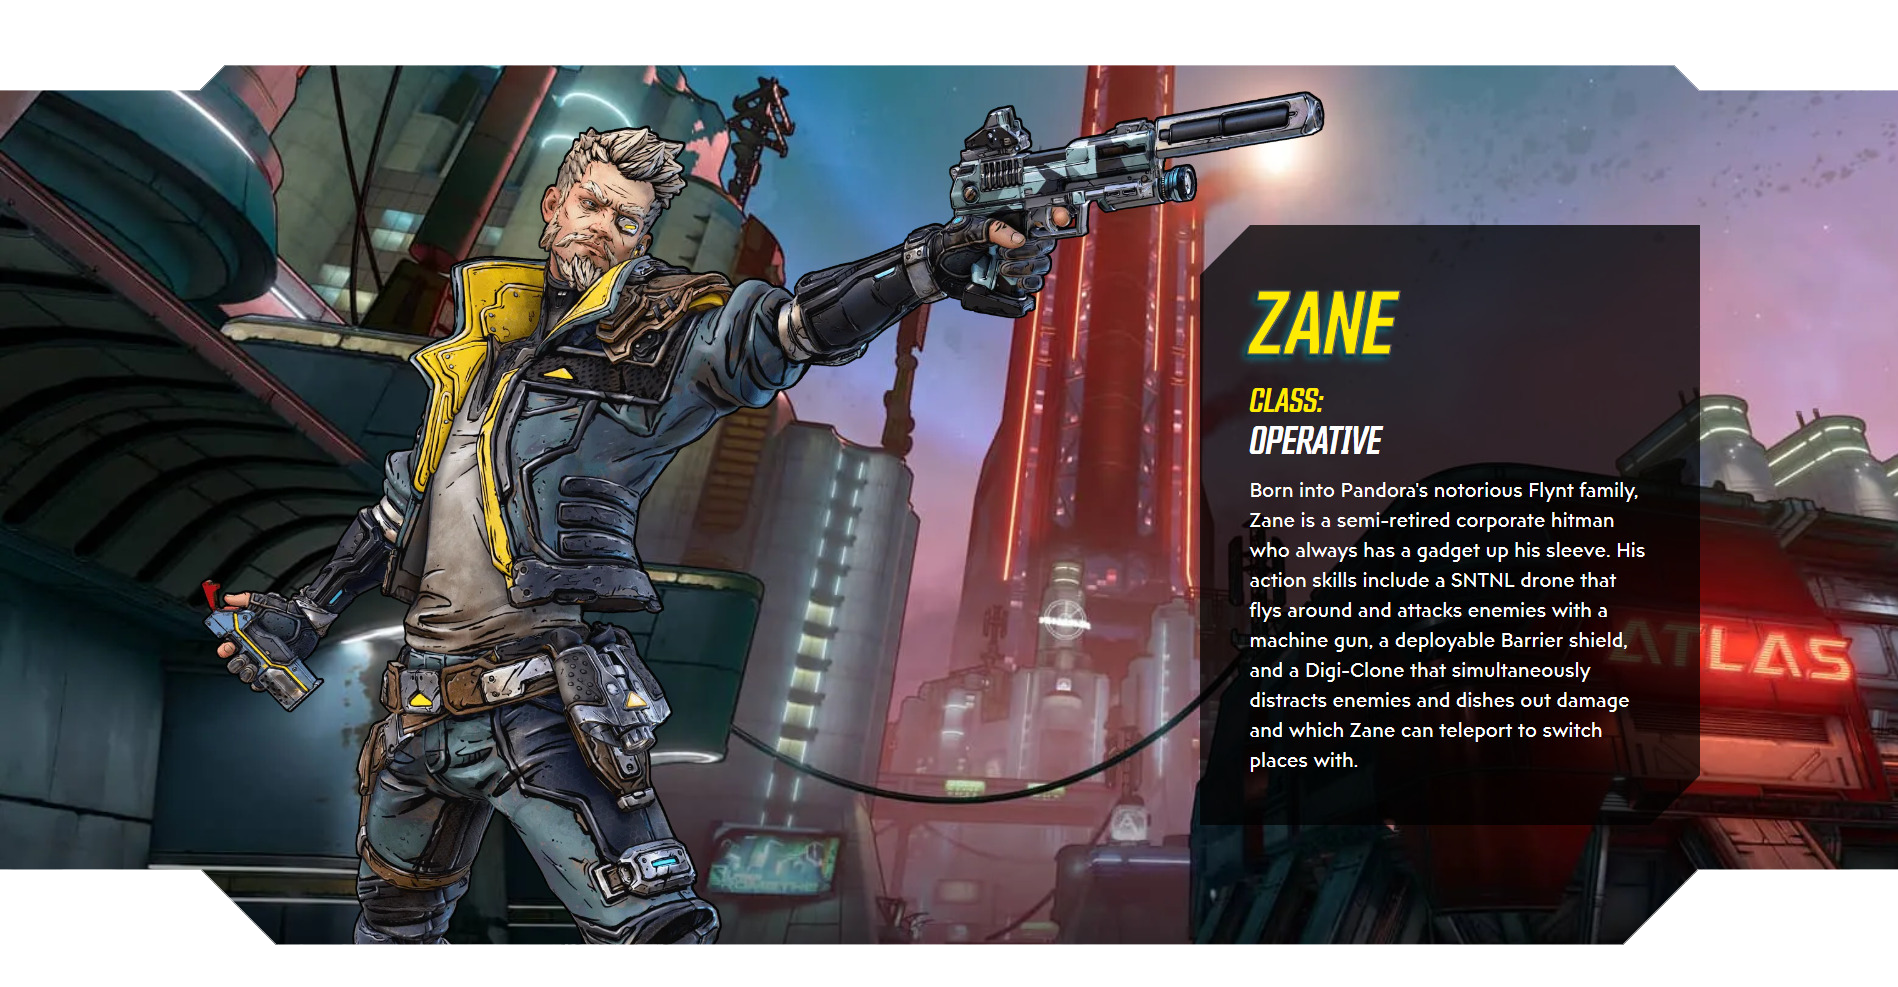 ZANE
CLASS:
OPERATIVE
Born into Pandora's notorious Flynt family,
Zane is a semi-retired corporate hitman
who always has a gadget up his sleeve. His
action skills include a SNTNL drone that
flys around and attacks enemies with a
machine gun, a deployable Barrier shield,
and a Digi-Clone that simultaneously
distracts enemies and dishes out damage
and which Zane can teleport to switch
places with.
ATLAS